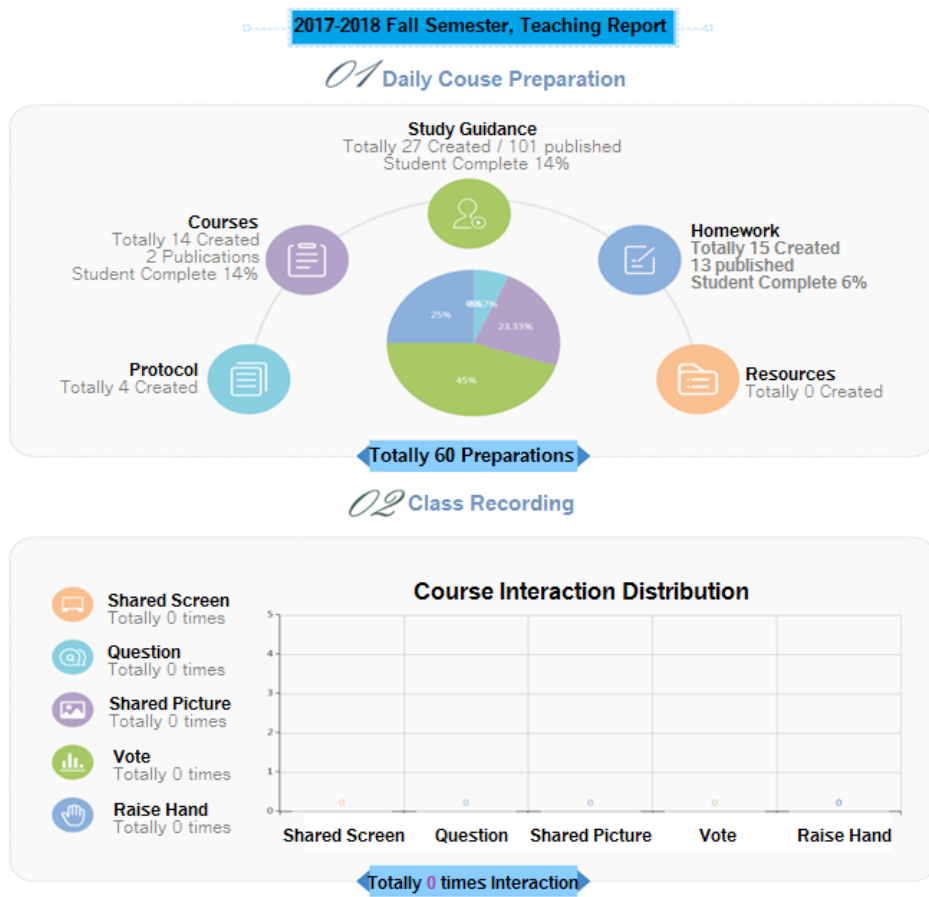 2017-2018 Fall Semester, Teaching Report
01 Daily Couse Preparation
Study Guidance
Totally 27 Created / 101 published
Student Complete 14%
Courses
Totally 14 Created
2 Publications
Student Complete 14%
Homework
Totally 15 Created
13 published
Student Complete 6%
Protocol
Totally 4 Created
Resources
Totally 0 Created
23.33%
25%
45%
Totally 60 Preparations
02 Class Recording
Shared Screen
Totally 0 times
Question
Totally 0 times
Shared Picture
Totally 0 times
Vote
Totally 0 times
Raise Hand
Totally 0 times
Course Interaction Distribution
5
4
3
2
1
0
0 0 0 0 0
Shared Screen Question Shared Picture Vote Raise Hand
Totally 0 times Interaction